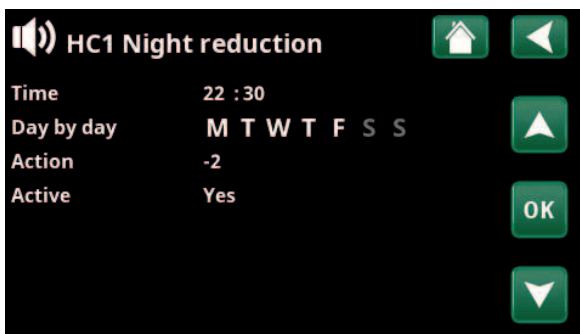 HC1 Night reduction
Time 22 :30
Day by day M T W T F S S
Action -2
Active Yes
OK